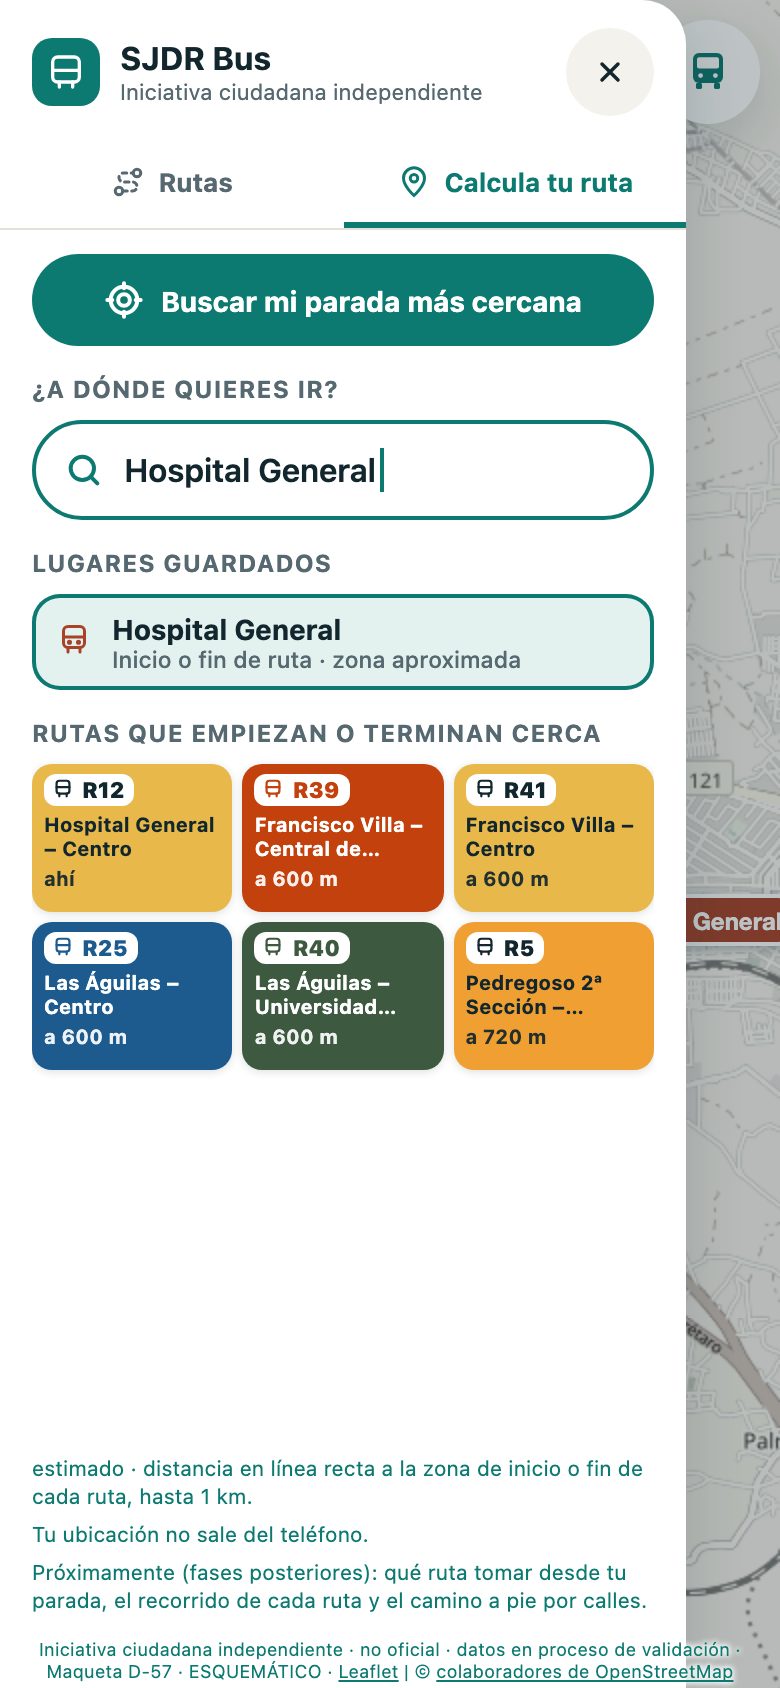 SJDR Bus
Iniciativa ciudadana independiente
Rutas
Calcula tu ruta
Buscar mi parada más cercana
¿A DÓNDE QUIERES IR?
Hospital General
LUGARES GUARDADOS
Hospital General
Inicio o fin de ruta · zona aproximada
RUTAS QUE EMPIEZAN O TERMINAN CERCA
R12
Hospital General
– Centro
ahí
R39
Francisco Villa –
Central de...
a 600 m
R41
Francisco Villa –
Centro
a 600 m
R25
Las Águilas –
Centro
a 600 m
R40
Las Águilas –
Universidad...
a 600 m
R5
Pedregoso 2ª
Sección –...
a 720 m
121
General
estimado · distancia en línea recta a la zona de inicio o fin de
cada ruta, hasta 1 km.
Tu ubicación no sale del teléfono.
Próximamente (fases posteriores): qué ruta tomar desde tu
parada, el recorrido de cada ruta y el camino a pie por calles.
Iniciativa ciudadana independiente · no oficial · datos en proceso de validación ·
Maqueta D-57 · ESQUEMÁTICO · Leaflet | © colaboradores de OpenStreetMap